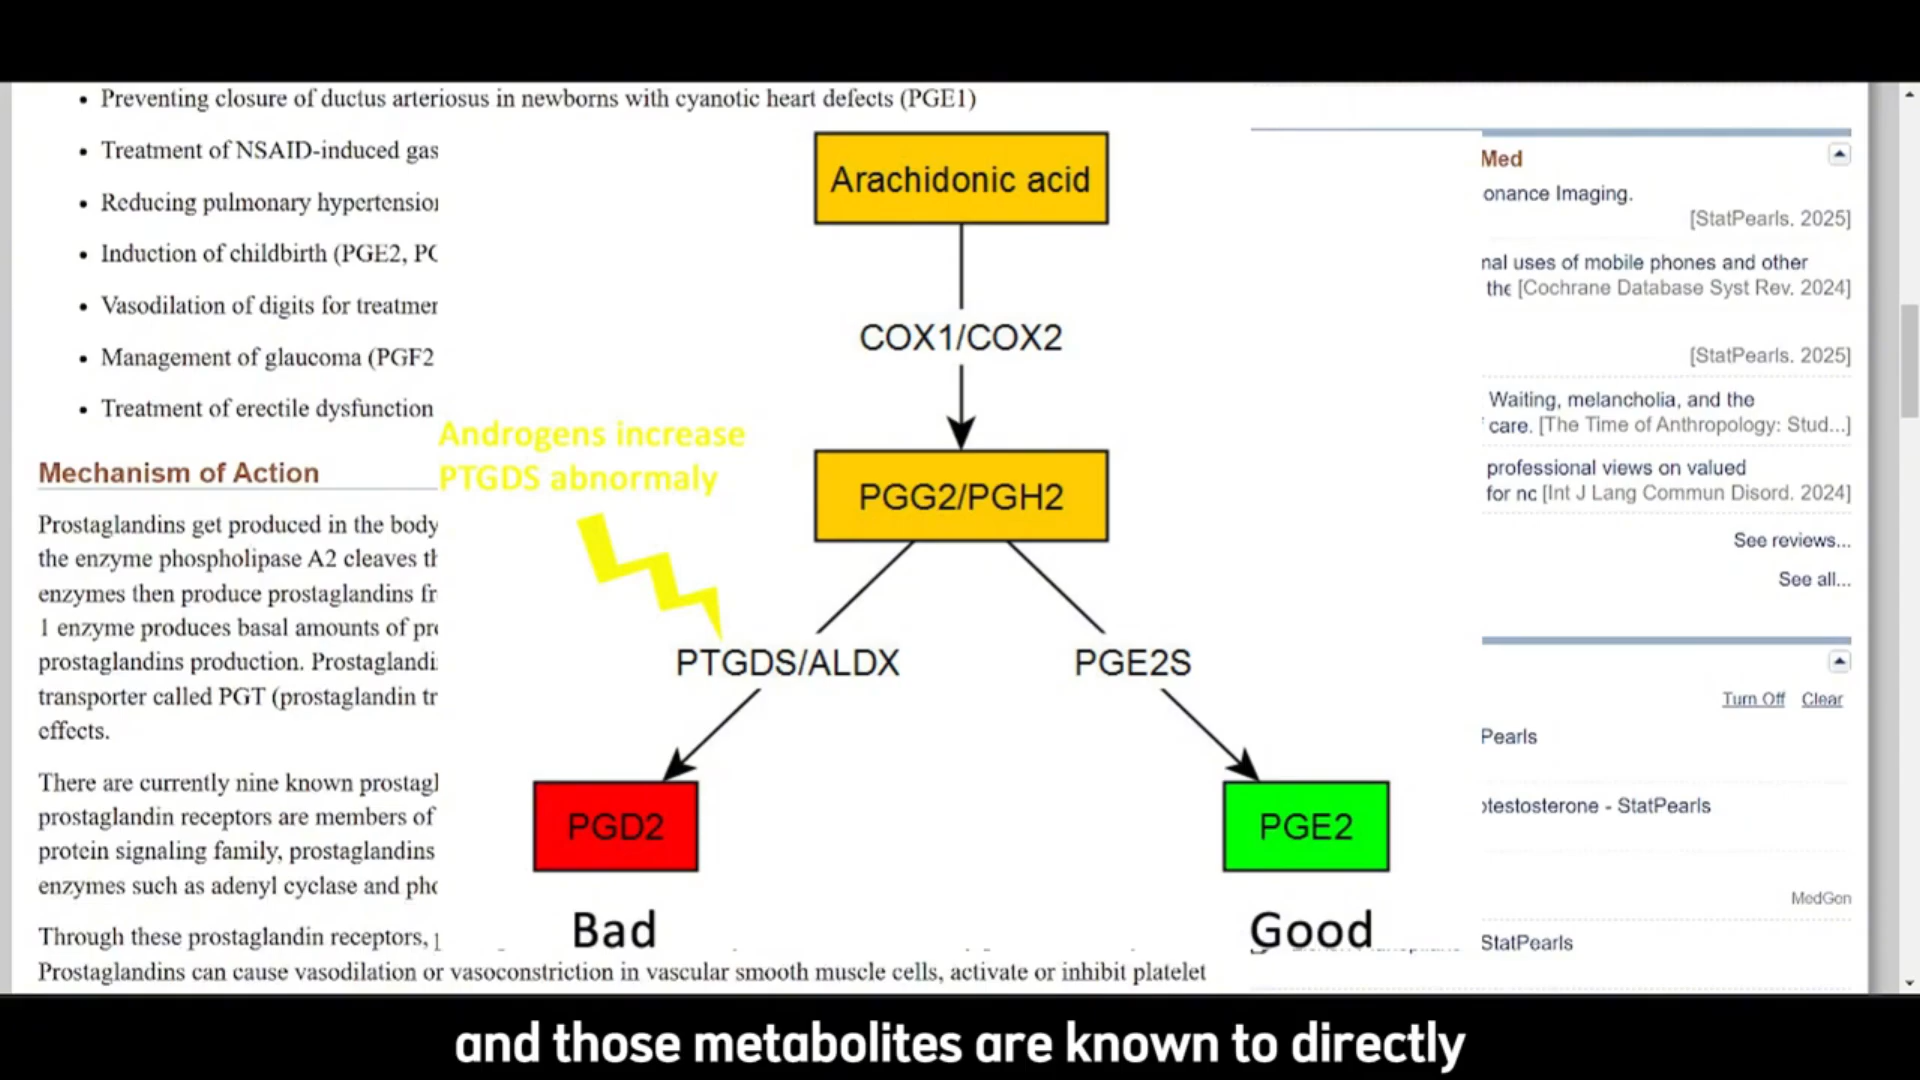 Preventing closure of ductus arteriosus in newborns with cyanotic heart defects (PGE1)
Treatment of NSAID-induced gas
Reducing pulmonary hypertension
Induction of childbirth (PGE2, PG
Vasodilation of digits for treatmen
Management of glaucoma (PGF2
Treatment of erectile dysfunction
Mechanism of Action
Prostaglandins get produced in the body
the enzyme phospholipase A2 cleaves th
enzymes then produce prostaglandins fr
1 enzyme produces basal amounts of pro
prostaglandins production. Prostaglandi
transporter called PGT (prostaglandin tr
effects.
There are currently nine known prostagl
prostaglandin receptors are members of
protein signaling family, prostaglandins
enzymes such as adenyl cyclase and pho
Through these prostaglandin receptors,
Prostaglandins can cause vasodilation or vasoconstriction in vascular smooth muscle cells, activate or inhibit platelet
Arachidonic acid
COX1/COX2
Androgens increase
PTGDS abnormaly
PGG2/PGH2
PTGDS/ALDX
PGE2S
PGD2
PGE2
Bad
Good
Med
onance Imaging.
[StatPearls. 2025]
nal uses of mobile phones and other
the [Cochrane Database Syst Rev. 2024]
[StatPearls. 2025]
Waiting, melancholia, and the
care. [The Time of Anthropology: Stud...]
professional views on valued
for nc [Int J Lang Commun Disord. 2024]
See reviews...
See all...
Turn Off Clear
Pearls
otestosterone - StatPearls
MedGen
StatPearls
and those metabolites are known to directly